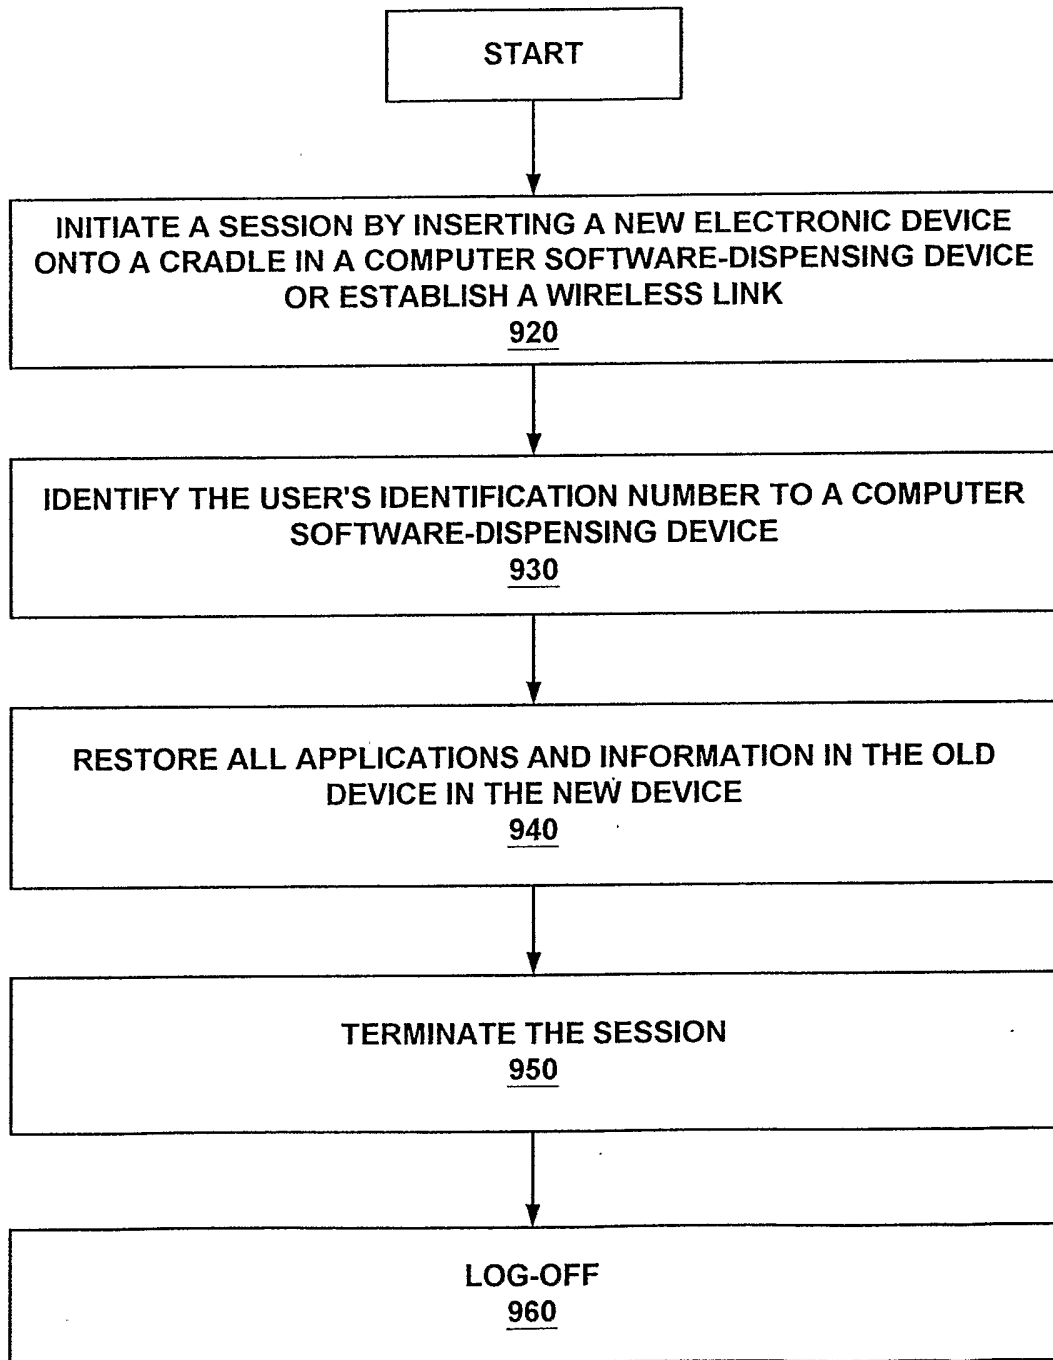 START
INITIATE A SESSION BY INSERTING A NEW ELECTRONIC DEVICE
ONTO A CRADLE IN A COMPUTER SOFTWARE-DISPENSING DEVICE
OR ESTABLISH A WIRELESS LINK
920
IDENTIFY THE USER'S IDENTIFICATION NUMBER TO A COMPUTER
SOFTWARE-DISPENSING DEVICE
930
RESTORE ALL APPLICATIONS AND INFORMATION IN THE OLD
DEVICE IN THE NEW DEVICE
940
TERMINATE THE SESSION
950
LOG-OFF
960